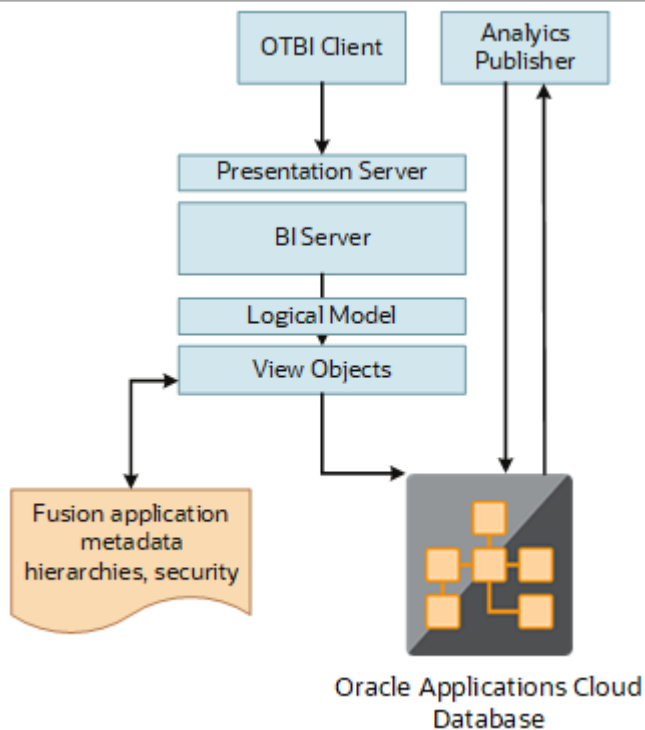 OTBI Client
Analyics
Publisher
Presentation Server
BI Server
Logical Model
View Objects
Fusion application
metadata
hierarchies, security
Oracle Applications Cloud
Database